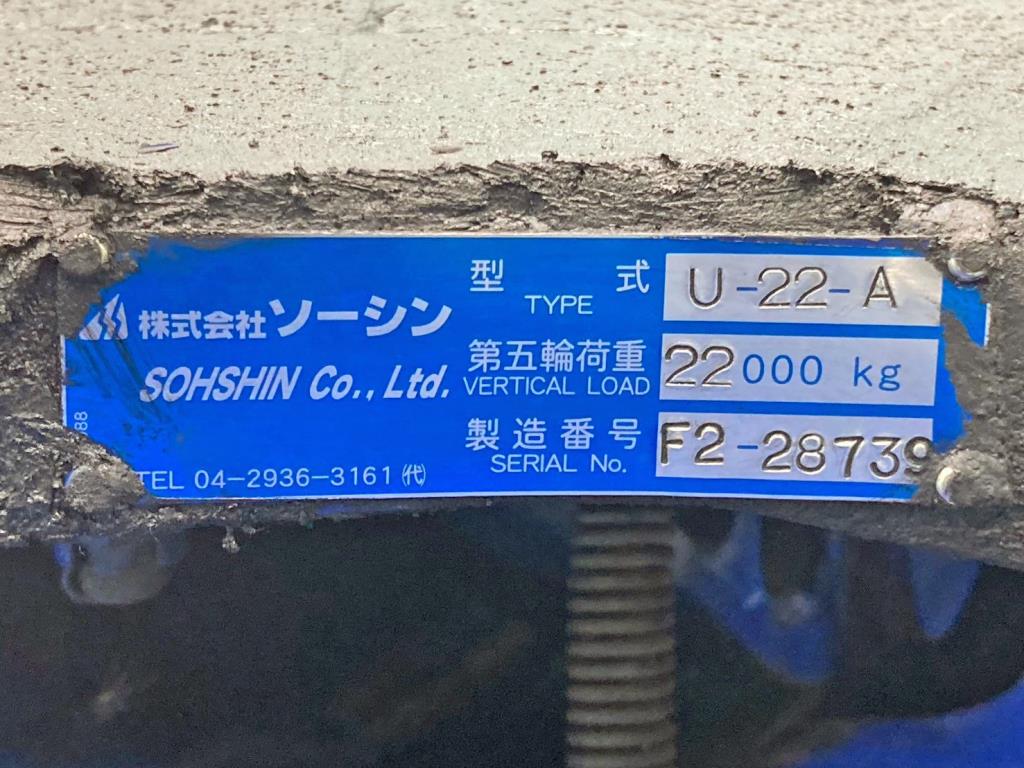 株式会社ソーシン
SOHSHIN Co., Ltd.
88
TEL 04-2936-3161 (代)
型式 U-22-A
TYPE
第五輪荷重 22000 kg
VERTICAL LOAD
製造番号 F2-28739
SERIAL No.